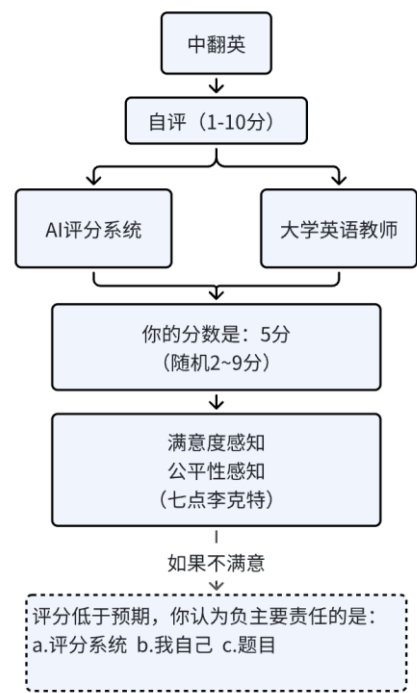 中翻英
自评（1-10分）
AI评分系统
大学英语教师
你的分数是：5分
（随机2~9分）
满意度感知
公平性感知
（七点李克特）
如果不满意
评分低于预期，你认为负主要责任的是：
a.评分系统 b.我自己 c.题目